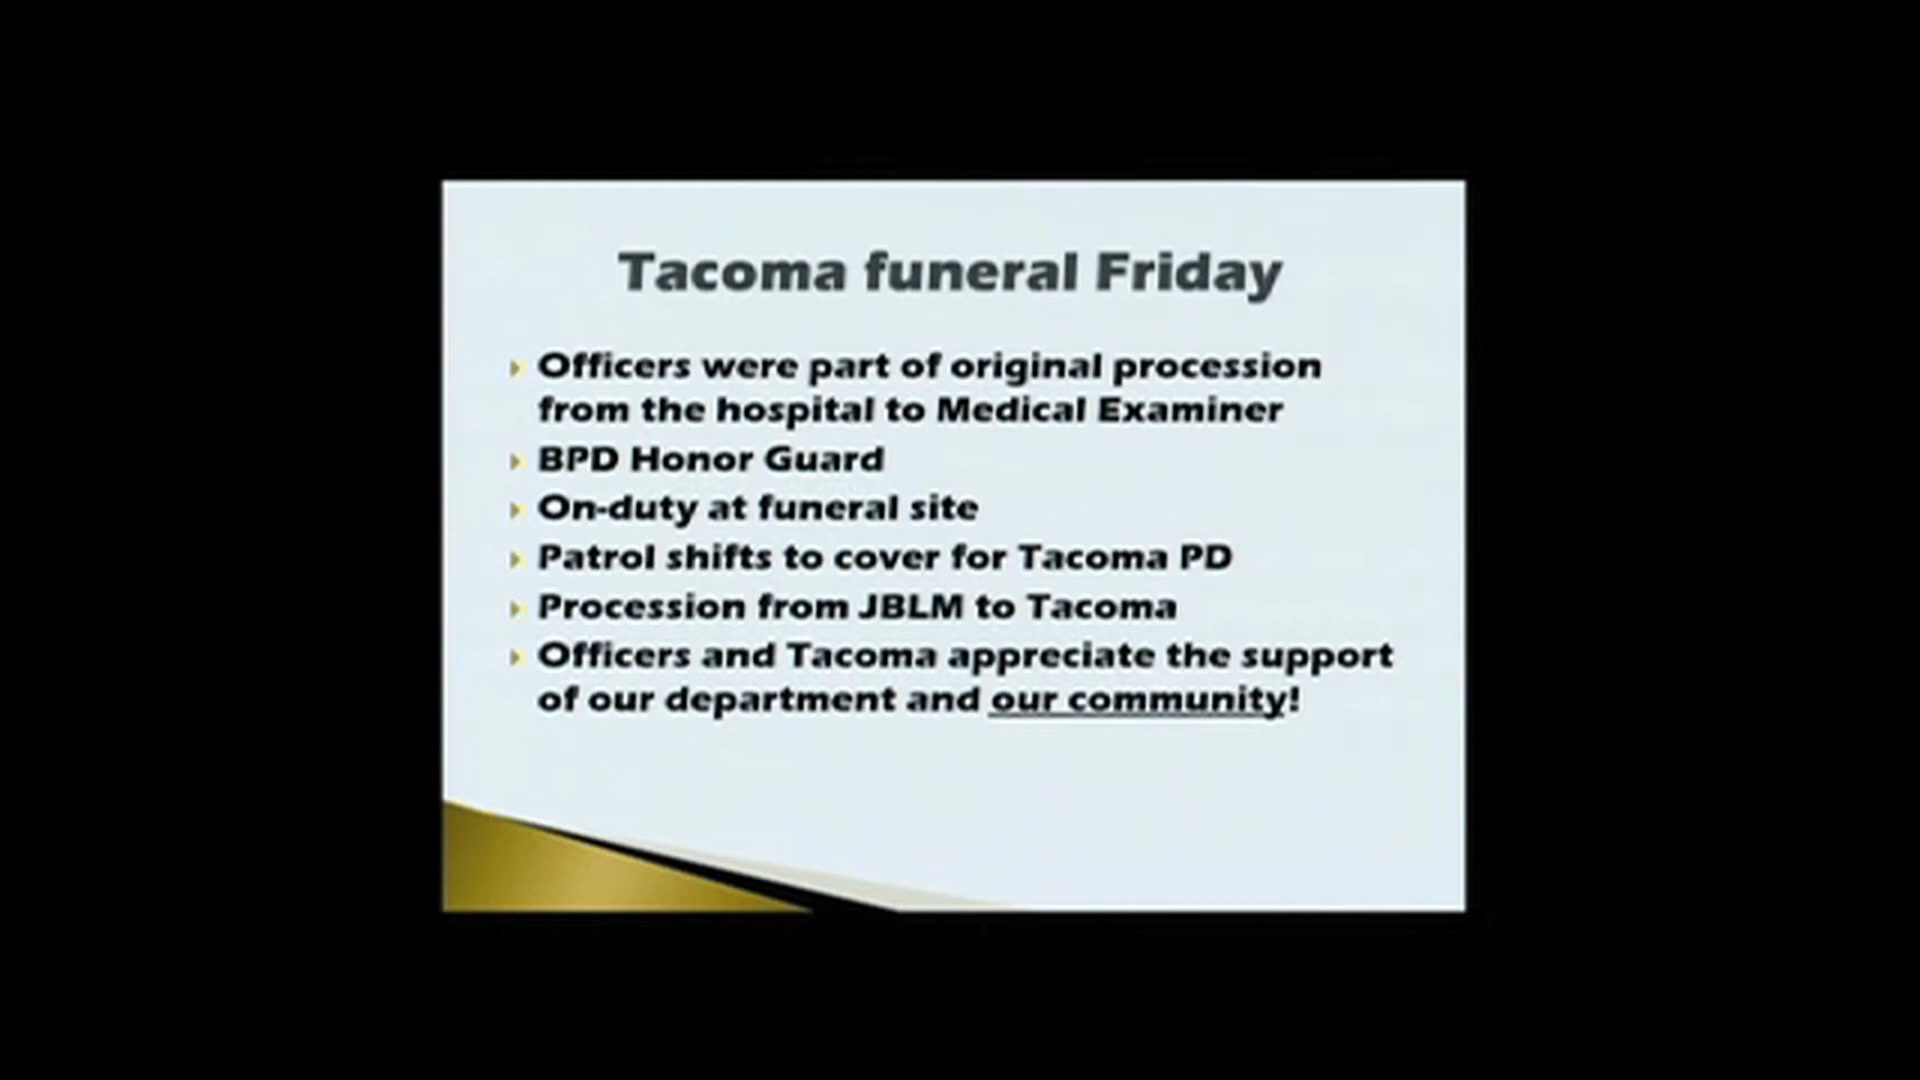 Tacoma funeral Friday
Officers were part of original procession
from the hospital to Medical Examiner
BPD Honor Guard
On-duty at funeral site
Patrol shifts to cover for Tacoma PD
Procession from JBLM to Tacoma
Officers and Tacoma appreciate the support
of our department and our community!